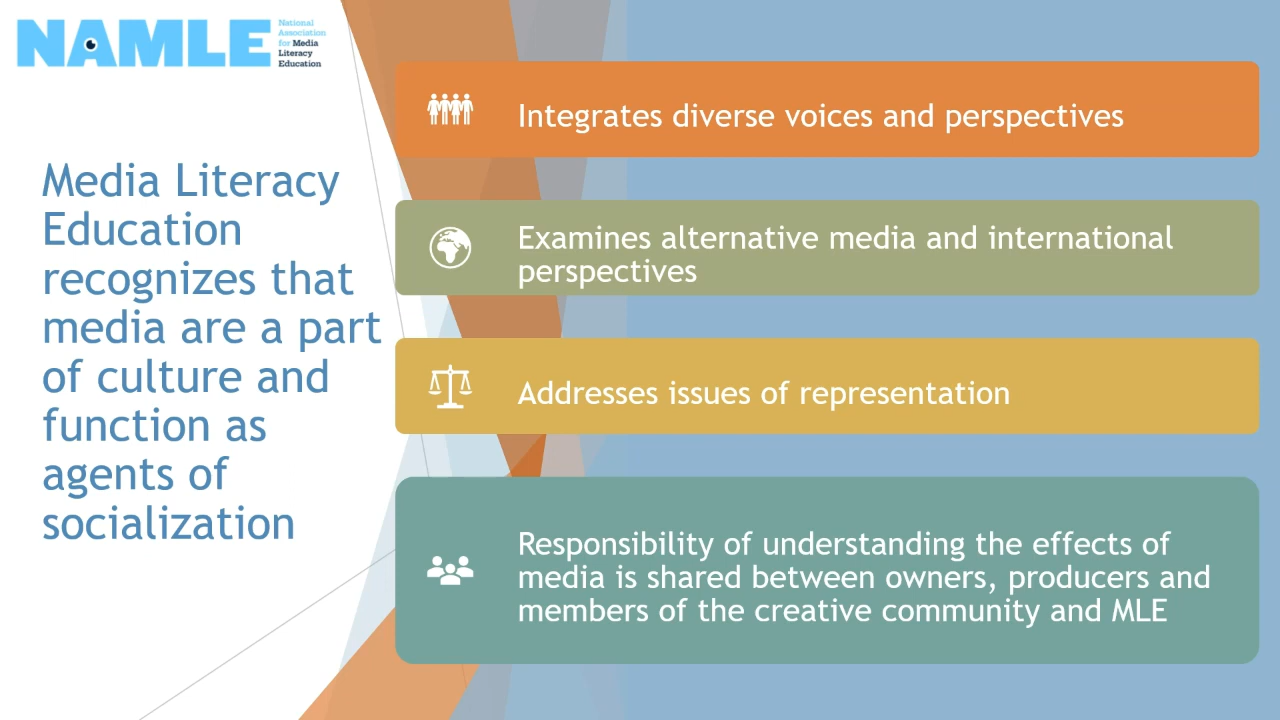 NAMLE
National
Association
for Media
Literacy
Education
Media Literacy
Education
recognizes that
media are a part
of culture and
function as
agents of
socialization
Integrates diverse voices and perspectives
Examines alternative media and international
perspectives
Addresses issues of representation
Responsibility of understanding the effects of
media is shared between owners, producers and
members of the creative community and MLE